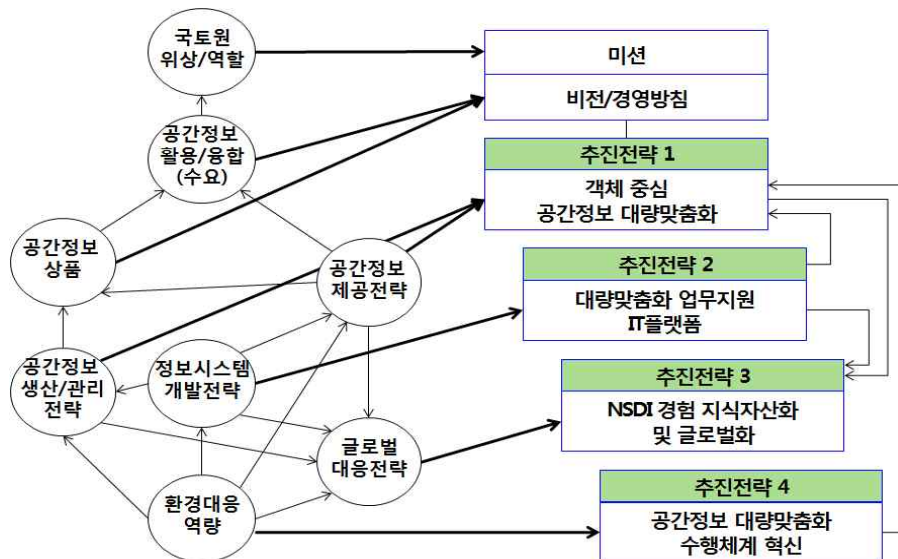 국토원
위상/역할
공간정보
활용/융합
(수요)
공간정보
상품
공간정보
제공전략
공간정보
생산/관리
전략
정보시스템
개발전략
글로벌
대응전략
환경대응
역량
미션
비전/경영방침
추진전략 1
객체 중심
공간정보 대량맞춤화
추진전략 2
대량맞춤화 업무지원
IT플랫폼
추진전략 3
NSDI 경험 지식자산화
및 글로벌화
추진전략 4
공간정보 대량맞춤화
수행체계 혁신